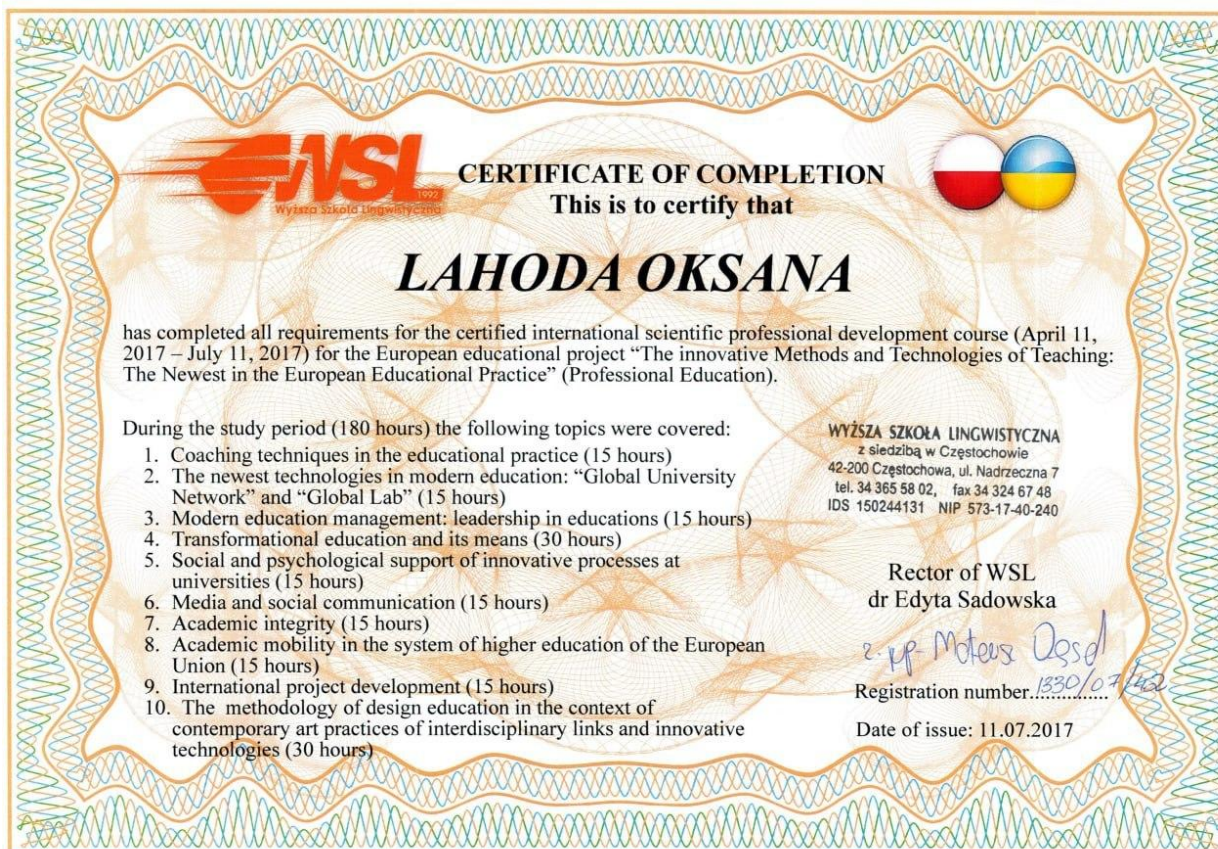 WSL
1992
Wyższa Szkoła Lingwistyczna
CERTIFICATE OF COMPLETION
This is to certify that
LAHODA OKSANA
has completed all requirements for the certified international scientific professional development course (April 11,
2017 – July 11, 2017) for the European educational project “The innovative Methods and Technologies of Teaching:
The Newest in the European Educational Practice” (Professional Education).
During the study period (180 hours) the following topics were covered:
1. Coaching techniques in the educational practice (15 hours)
2. The newest technologies in modern education: “Global University
Network” and “Global Lab” (15 hours)
3. Modern education management: leadership in educations (15 hours)
4. Transformational education and its means (30 hours)
5. Social and psychological support of innovative processes at
universities (15 hours)
6. Media and social communication (15 hours)
7. Academic integrity (15 hours)
8. Academic mobility in the system of higher education of the European
Union (15 hours)
9. International project development (15 hours)
10. The methodology of design education in the context of
contemporary art practices of interdisciplinary links and innovative
technologies (30 hours)
WYŻSZA SZKOŁA LINGWISTYCZNA
z siedzibą w Częstochowie
42-200 Częstochowa, ul. Nadrzeczna 7
tel. 34 365 58 02, fax 34 324 67 48
IDS 150244131 NIP 573-17-40-240
Rector of WSL
dr Edyta Sadowska
Registration number
Date of issue: 11.07.2017